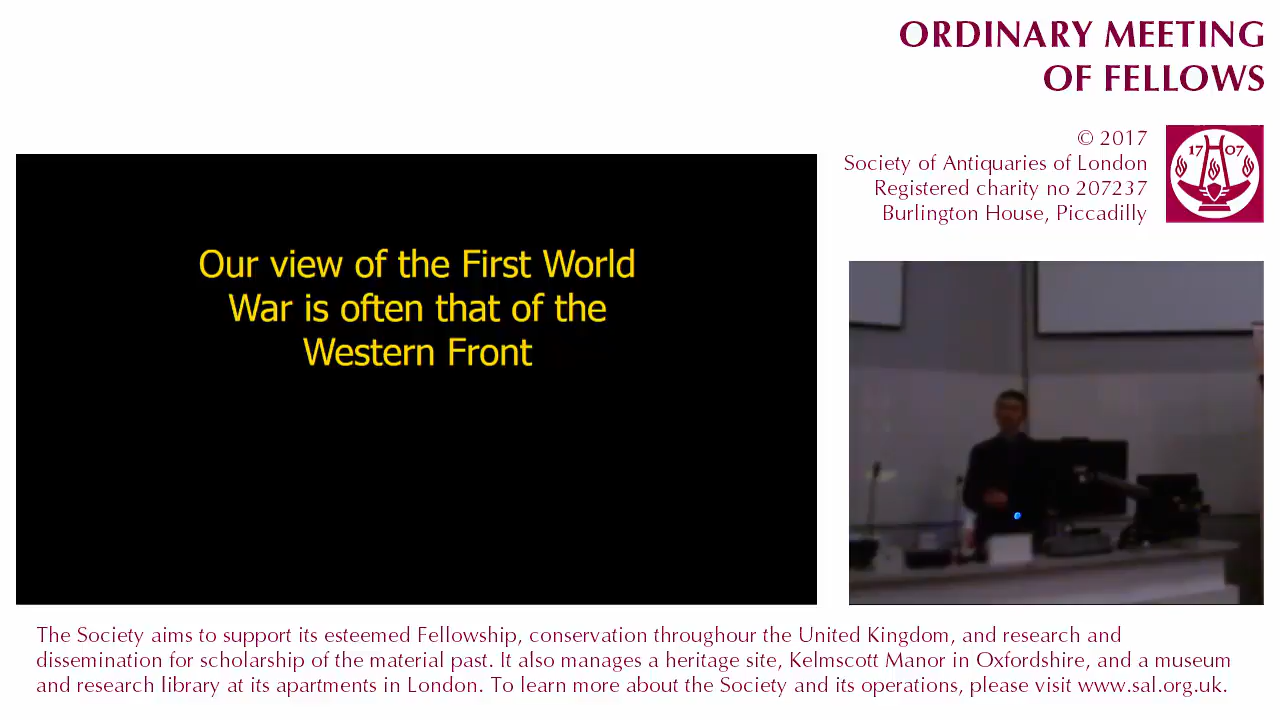 ORDINARY MEETING
OF FELLOWS
© 2017
Society of Antiquaries of London
Registered charity no 207237
Burlington House, Piccadilly
17 07
Our view of the First World
War is often that of the
Western Front
The Society aims to support its esteemed Fellowship, conservation throughour the United Kingdom, and research and
dissemination for scholarship of the material past. It also manages a heritage site, Kelmscott Manor in Oxfordshire, and a museum
and research library at its apartments in London. To learn more about the Society and its operations, please visit www.sal.org.uk.